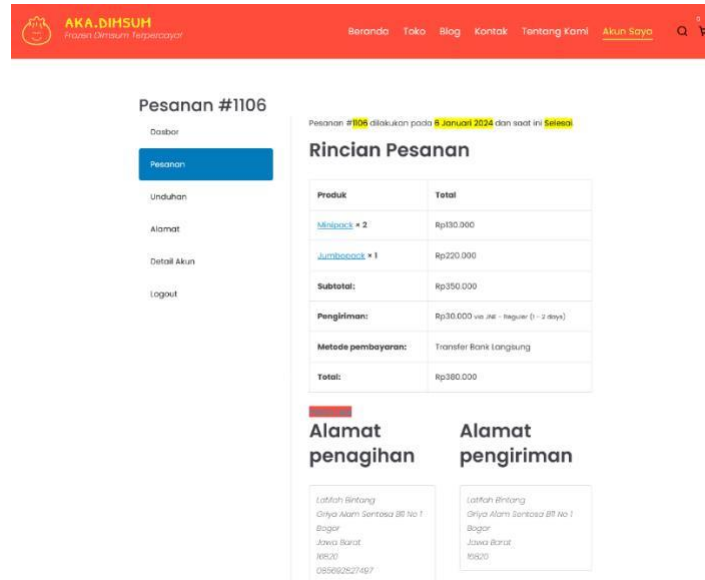 AKA.DIMSUM
Frozen Dimsum Terpercaya!
Beranda Toko Blog Kontak Tentang Kami Akun Saya
0
Pesanan #1106
Dasbor
Pesanan
Unduhan
Alamat
Detail Akun
Logout
Pesanan #1106 dilakukan pada 6 Januari 2024 dan saat ini Selesai.
Rincian Pesanan
Produk Total
Minipack × 2 Rp130.000
Jumbopack × 1 Rp220.000
Subtotal: Rp350.000
Pengiriman: Rp30.000 via JNE - Reguler (1 - 2 days)
Metode pembayaran: Transfer Bank Langsung
Total: Rp380.000
Alamat penagihan
Alamat pengiriman
Latifah Bintang
Griya Alam Sentosa B11 No 1
Bogor
Jawa Barat
16820
Latifah Bintang
Griya Alam Sentosa B11 No 1
Bogor
Jawa Barat
16820